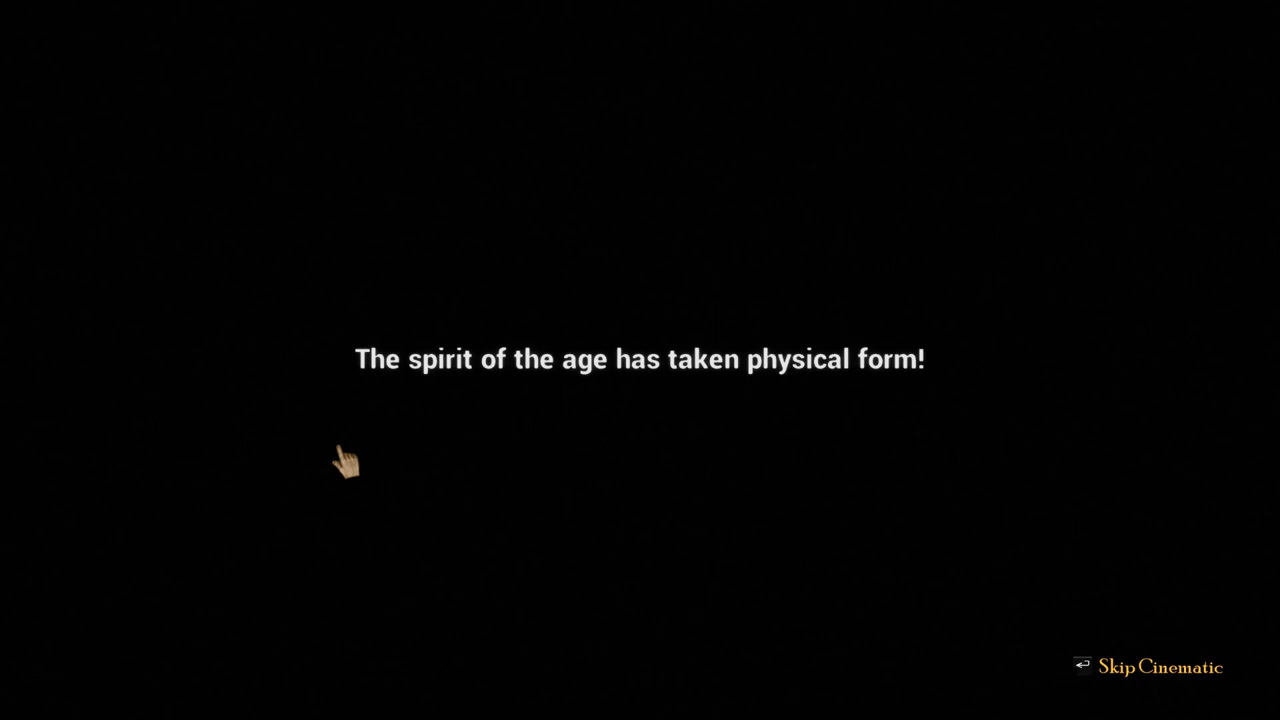 The spirit of the age has taken physical form!
Skip Cinematic